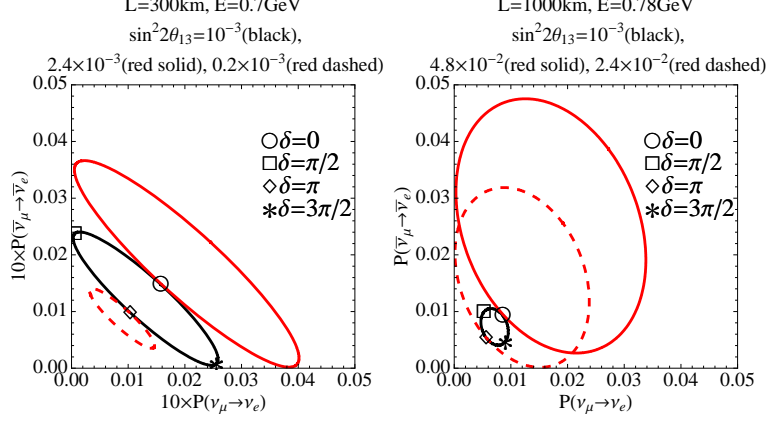 L=300km, E=0.7GeV
sin²2θ₁₃=10⁻³(black),
2.4×10⁻³(red solid), 0.2×10⁻³(red dashed)
0.05
0.04
0.03
0.02
0.01
0.00
10×P(ν̄μ→ν̄e)
δ=0
δ=π/2
δ=π
δ=3π/2
0.00 0.01 0.02 0.03 0.04 0.05
10×P(νμ→νe)
L=1000km, E=0.78GeV
sin²2θ₁₃=10⁻³(black),
4.8×10⁻²(red solid), 2.4×10⁻²(red dashed)
0.05
0.04
0.03
0.02
0.01
0.00
P(ν̄μ→ν̄e)
δ=0
δ=π/2
δ=π
δ=3π/2
0.00 0.01 0.02 0.03 0.04 0.05
P(νμ→νe)